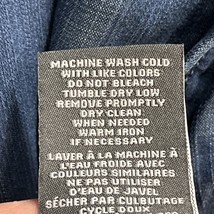 MACHINE WASH COLD
WITH LIKE COLORS
DO NOT BLEACH
TUMBLE DRY LOW
REMOVE PROMPTLY
DRY CLEAN
WHEN NEEDED
WARM IRON
IF NECESSARY
LAVER À LA MACHINE À
L'EAU FROIDE AVEC
COULEURS SIMILAIRES
NE PAS UTILISER
D'EAU DE JAVEL
SÉCHER PAR CULBUTAGE
CYCLE DOUX